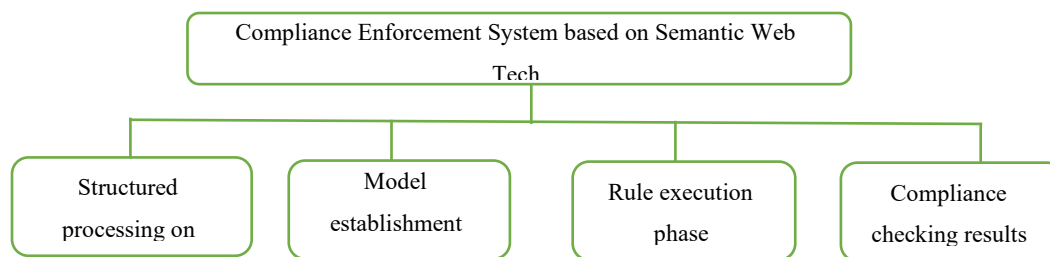 Compliance Enforcement System based on Semantic Web
Tech
Structured
processing on
Model
establishment
Rule execution
phase
Compliance
checking results